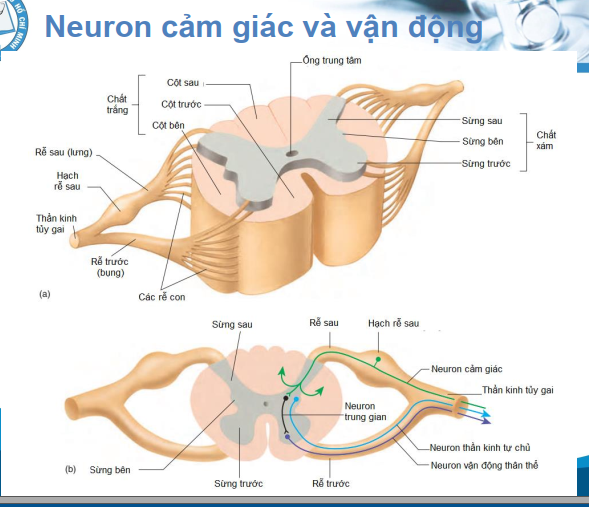 HỒ CHÍ MINH
Neuron cảm giác và vận động
Ống trung tâm
Cột sau
Chất
trắng
Cột trước
Cột bên
Sừng sau
Sừng bên
Chất
xám
Sừng trước
Rễ sau (lưng)
Hạch
rễ sau
Thần kinh
tủy gai
Rễ trước
(bụng)
(a)
Các rễ con
Sừng sau
Rễ sau
Hạch rễ sau
Neuron cảm giác
Thần kinh tủy gai
Neuron
trung gian
Neuron thần kinh tự chủ
Neuron vận động thân thể
(b)
Sừng bên
Sừng trước
Rễ trước